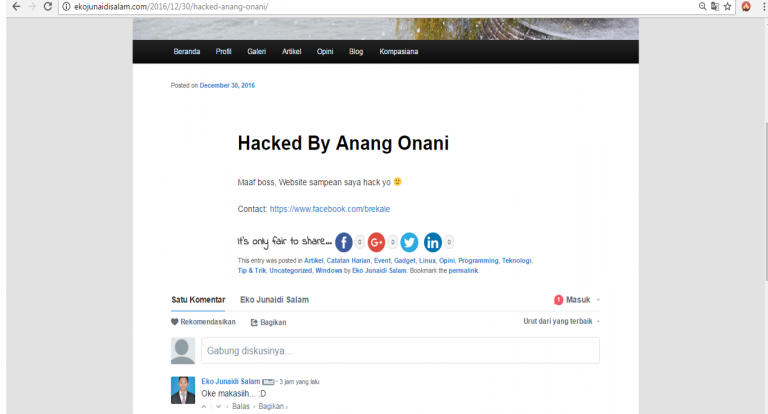 ekojunaidisalam.com/2016/12/30/hacked-anang-onani/
Beranda Profil Galeri Artikel Opini Blog Kompasiana
Posted on December 30, 2016
Hacked By Anang Onani
Maaf boss, Website sampean saya hack yo 🙂
Contact: https://www.facebook.com/brekale
It's only fair to share... 0 0 0
This entry was posted in Artikel, Catatan Harian, Event, Gadget, Linux, Opini, Programming, Teknologi,
Tip & Trik, Uncategorized, Windows by Eko Junaidi Salam. Bookmark the permalink.
Satu Komentar Eko Junaidi Salam 1 Masuk
Rekomendasikan Bagikan Urut dari yang terbaik
Gabung diskusinya...
Eko Junaidi Salam • 3 jam yang lalu
Oke makasiih... :D
Balas • Bagikan ›